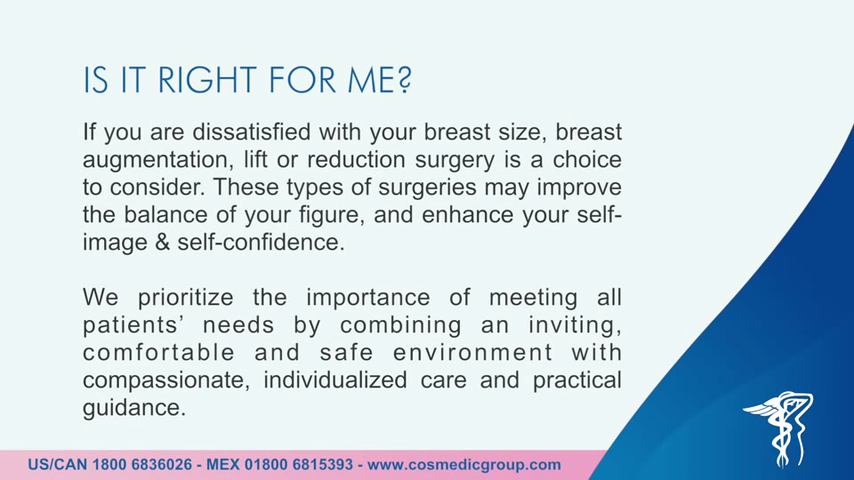 IS IT RIGHT FOR ME?
If you are dissatisfied with your breast size, breast
augmentation, lift or reduction surgery is a choice
to consider. These types of surgeries may improve
the balance of your figure, and enhance your self-
image & self-confidence.
We prioritize the importance of meeting all
patients’ needs by combining an inviting,
comfortable and safe environment with
compassionate, individualized care and practical
guidance.
US/CAN 1800 6836026 - MEX 01800 6815393 - www.cosmedicgroup.com